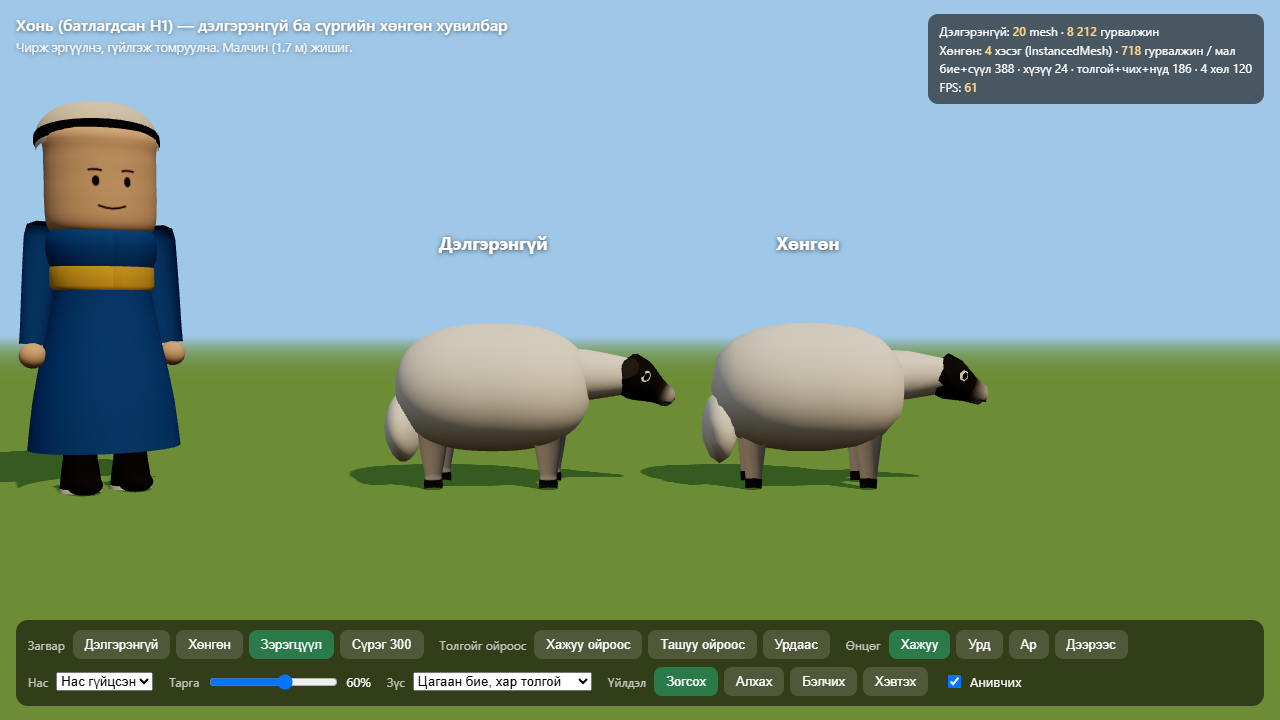 Хонь (батлагдсан H1) — дэлгэрэнгүй ба сүргийн хөнгөн хувилбар
Чирж эргүүлнэ, гүйлгэж томруулна. Малчин (1.7 м) жишиг.
Дэлгэрэнгүй: 20 mesh · 8 212 гурвалжин
Хөнгөн: 4 хэсэг (InstancedMesh) · 718 гурвалжин / мал
бие+сүүл 388 · хүзүү 24 · толгой+чих+нүд 186 · 4 хөл 120
FPS: 61
Дэлгэрэнгүй
Хөнгөн
Загвар Дэлгэрэнгүй Хөнгөн Зэрэгцүүл Сүрэг 300 Толгойг ойроос Хажуу ойроос Ташуу ойроос Урдаас Өнцөг Хажуу Урд Ар Дээрээс
Нас Нас гүйцсэн Тарга 60% Зүс Цагаан бие, хар толгой Үйлдэл Зогсох Алхах Бэлчих Хэвтэх Анивчих